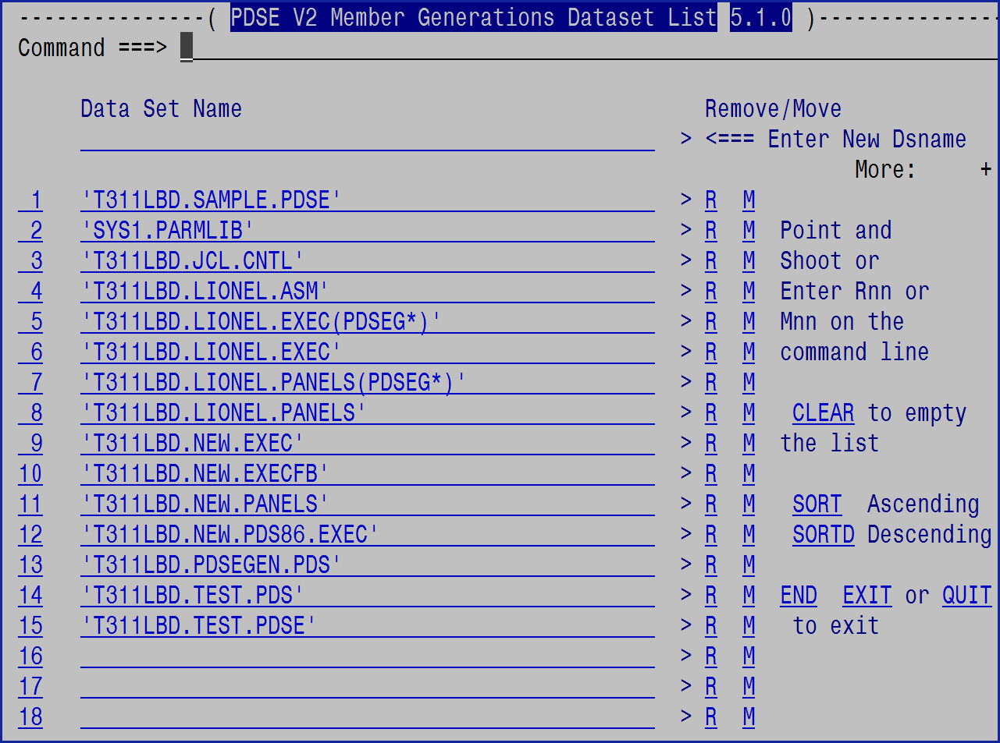 ---------------( PDSE V2 Member Generations Dataset List 5.1.0 )---------------
Command ===>
Data Set Name Remove/Move
> <=== Enter New Dsname
More: +
1 'T311LBD.SAMPLE.PDSE' > R M
2 'SYS1.PARMLIB' > R M Point and
3 'T311LBD.JCL.CNTL' > R M Shoot or
4 'T311LBD.LIONEL.ASM' > R M Enter Rnn or
5 'T311LBD.LIONEL.EXEC(PDSEG*)' > R M Mnn on the
6 'T311LBD.LIONEL.EXEC' > R M command line
7 'T311LBD.LIONEL.PANELS(PDSEG*)' > R M
8 'T311LBD.LIONEL.PANELS' > R M CLEAR to empty
9 'T311LBD.NEW.EXEC' > R M the list
10 'T311LBD.NEW.EXECFB' > R M
11 'T311LBD.NEW.PANELS' > R M SORT Ascending
12 'T311LBD.NEW.PDS86.EXEC' > R M SORTD Descending
13 'T311LBD.PDSEGEN.PDS' > R M
14 'T311LBD.TEST.PDS' > R M END EXIT or QUIT
15 'T311LBD.TEST.PDSE' > R M to exit
16 > R M
17 > R M
18 > R M